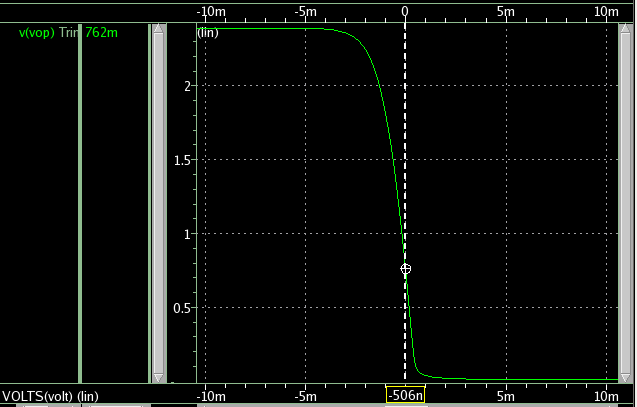 -10m -5m 0 5m 10m
v(vop) Trin 762m
(lin)
2
1.5
1
0.5
VOLTS(volt) (lin)
-10m -5m -506n 5m 10m